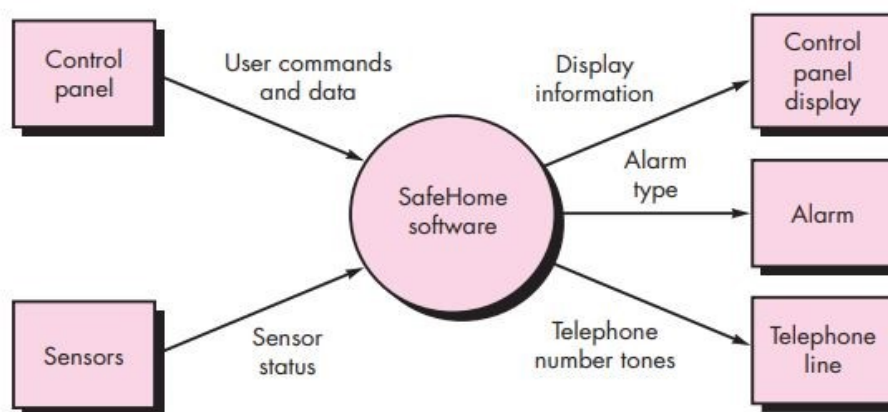 Control
panel
User commands
and data
Display
information
Control
panel
display
SafeHome
software
Alarm
type
Alarm
Sensors
Sensor
status
Telephone
number tones
Telephone
line